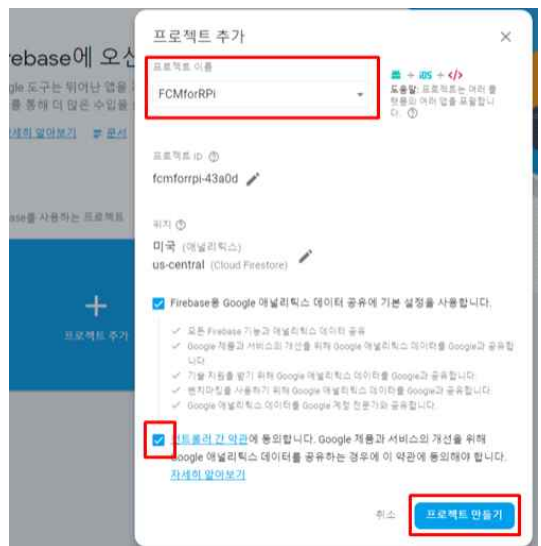 프로젝트 추가
rebase에 오신
gle 도구는 뛰어난 앱을
를 통해 더 많은 수입을
자세히 알아보기 문서
ase를 사용하는 프로젝트
프로젝트 추가
프로젝트 이름
FCMforRPi
+ iOS + </>
도움말: 프로젝트는 여러 플
랫폼의 여러 앱을 포괄합니
다.
프로젝트 ID
fcmforrpi-43a0d
위치
미국 (애널리틱스)
us-central (Cloud Firestore)
Firebase용 Google 애널리틱스 데이터 공유에 기본 설정을 사용합니다.
모든 Firebase 기능과 애널리틱스 데이터 공유
Google 제품과 서비스의 개선을 위해 Google 애널리틱스 데이터를 Google과 공유합
니다
기술 지원을 받기 위해 Google 애널리틱스 데이터를 Google과 공유합니다.
벤치마킹을 사용하기 위해 Google 애널리틱스 데이터를 Google과 공유합니다.
Google 애널리틱스 데이터를 Google 계정 전문가와 공유합니다.
컨트롤러 간 약관에 동의합니다. Google 제품과 서비스의 개선을 위해
Google 애널리틱스 데이터를 공유하는 경우에 이 약관에 동의해야 합니다.
자세히 알아보기
취소 프로젝트 만들기